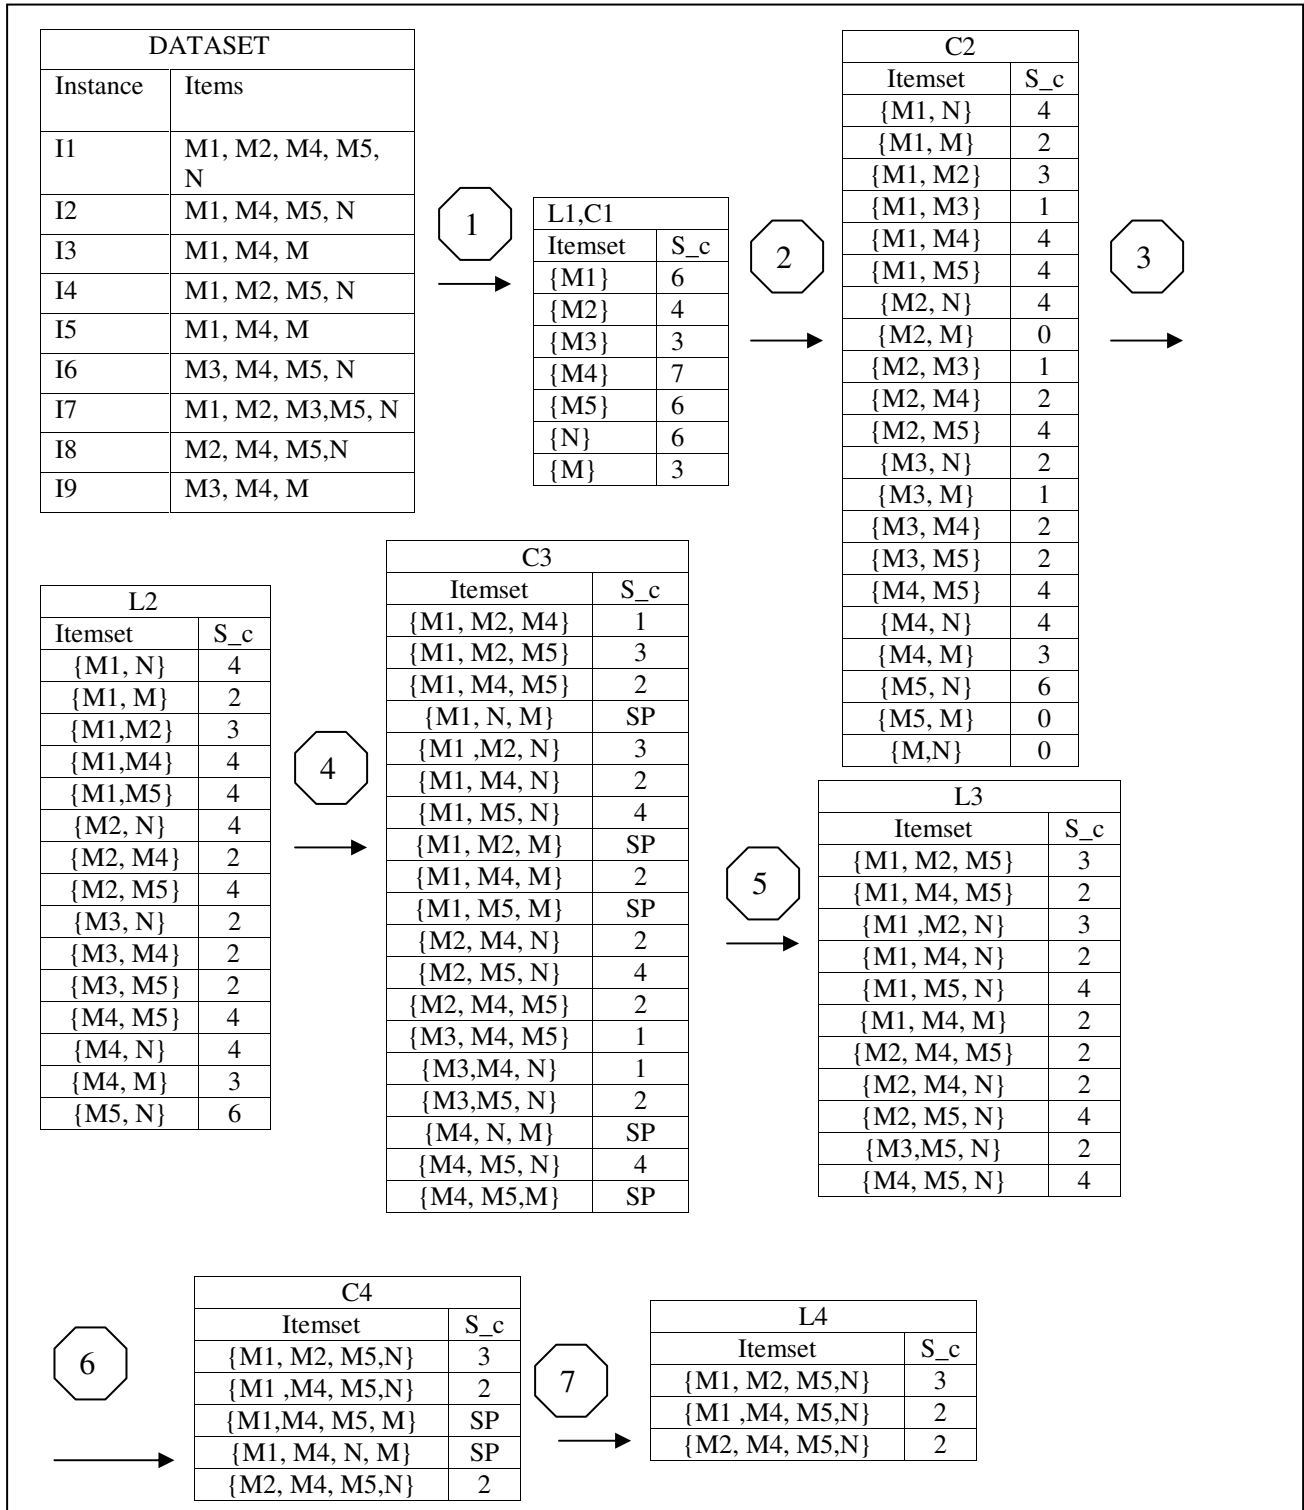 DATASET
Instance Items
I1 M1, M2, M4, M5,
N
I2 M1, M4, M5, N
I3 M1, M4, M
I4 M1, M2, M5, N
I5 M1, M4, M
I6 M3, M4, M5, N
I7 M1, M2, M3,M5, N
I8 M2, M4, M5,N
I9 M3, M4, M
1
L1,C1
Itemset S_c
{M1} 6
{M2} 4
{M3} 3
{M4} 7
{M5} 6
{N} 6
{M} 3
2
C2
Itemset S_c
{M1, N} 4
{M1, M} 2
{M1, M2} 3
{M1, M3} 1
{M1, M4} 4
{M1, M5} 4
{M2, N} 4
{M2, M} 0
{M2, M3} 1
{M2, M4} 2
{M2, M5} 4
{M3, N} 2
{M3, M} 1
{M3, M4} 2
{M3, M5} 2
{M4, M5} 4
{M4, N} 4
{M4, M} 3
{M5, N} 6
{M5, M} 0
{M,N} 0
3
L2
Itemset S_c
{M1, N} 4
{M1, M} 2
{M1,M2} 3
{M1,M4} 4
{M1,M5} 4
{M2, N} 4
{M2, M4} 2
{M2, M5} 4
{M3, N} 2
{M3, M4} 2
{M3, M5} 2
{M4, M5} 4
{M4, N} 4
{M4, M} 3
{M5, N} 6
4
C3
Itemset S_c
{M1, M2, M4} 1
{M1, M2, M5} 3
{M1, M4, M5} 2
{M1, N, M} SP
{M1 ,M2, N} 3
{M1, M4, N} 2
{M1, M5, N} 4
{M1, M2, M} SP
{M1, M4, M} 2
{M1, M5, M} SP
{M2, M4, N} 2
{M2, M5, N} 4
{M2, M4, M5} 2
{M3, M4, M5} 1
{M3,M4, N} 1
{M3,M5, N} 2
{M4, N, M} SP
{M4, M5, N} 4
{M4, M5,M} SP
5
L3
Itemset S_c
{M1, M2, M5} 3
{M1, M4, M5} 2
{M1 ,M2, N} 3
{M1, M4, N} 2
{M1, M5, N} 4
{M1, M4, M} 2
{M2, M4, M5} 2
{M2, M4, N} 2
{M2, M5, N} 4
{M3,M5, N} 2
{M4, M5, N} 4
6
C4
Itemset S_c
{M1, M2, M5,N} 3
{M1 ,M4, M5,N} 2
{M1,M4, M5, M} SP
{M1, M4, N, M} SP
{M2, M4, M5,N} 2
7
L4
Itemset S_c
{M1, M2, M5,N} 3
{M1 ,M4, M5,N} 2
{M2, M4, M5,N} 2